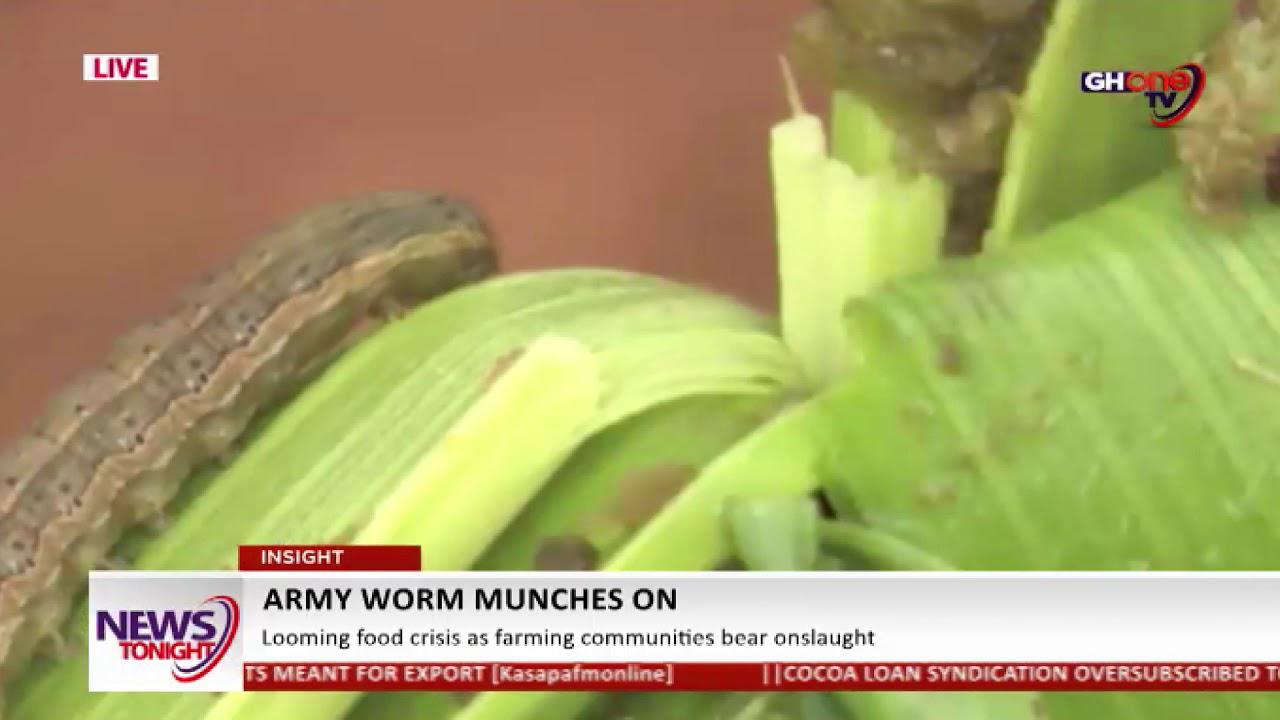 LIVE
GHone
TV
INSIGHT
ARMY WORM MUNCHES ON
NEWS
TONIGHT
Looming food crisis as farming communities bear onslaught
TS MEANT FOR EXPORT [Kasapafmonline] ||COCOA LOAN SYNDICATION OVERSUBSCRIBED T